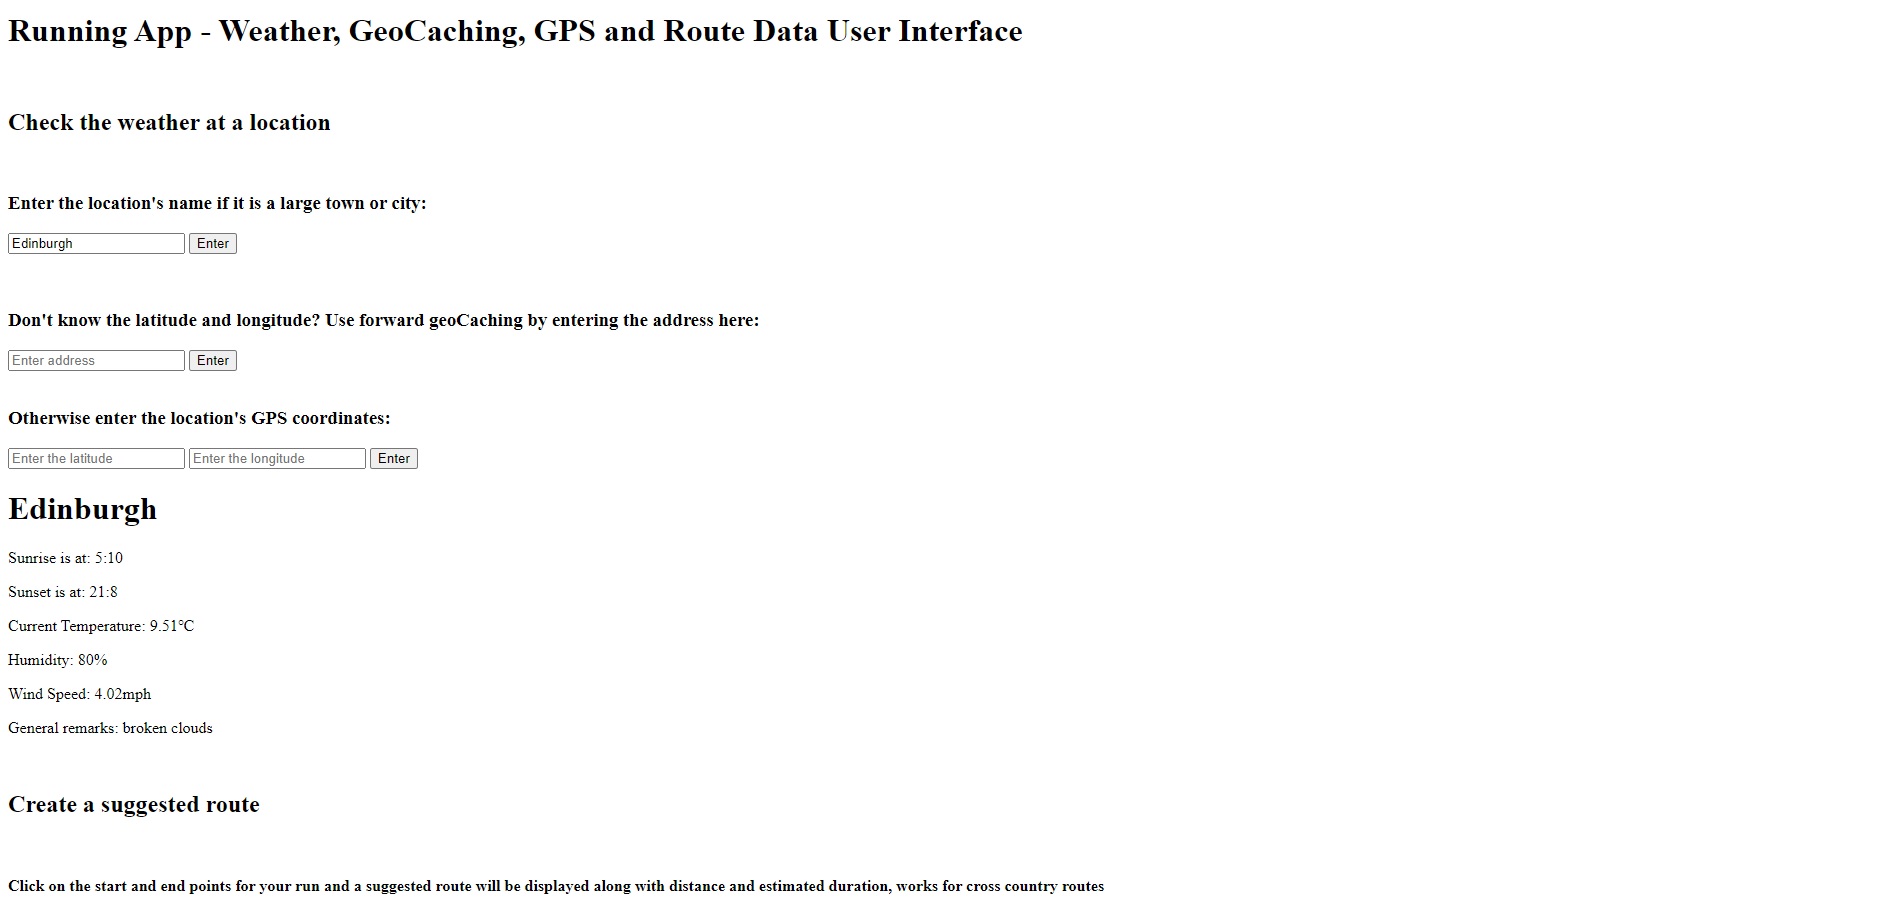 Running App - Weather, GeoCaching, GPS and Route Data User Interface
Check the weather at a location
Enter the location's name if it is a large town or city:
Edinburgh Enter
Don't know the latitude and longitude? Use forward geoCaching by entering the address here:
Enter address Enter
Otherwise enter the location's GPS coordinates:
Enter the latitude Enter the longitude Enter
Edinburgh
Sunrise is at: 5:10
Sunset is at: 21:8
Current Temperature: 9.51°C
Humidity: 80%
Wind Speed: 4.02mph
General remarks: broken clouds
Create a suggested route
Click on the start and end points for your run and a suggested route will be displayed along with distance and estimated duration, works for cross country routes